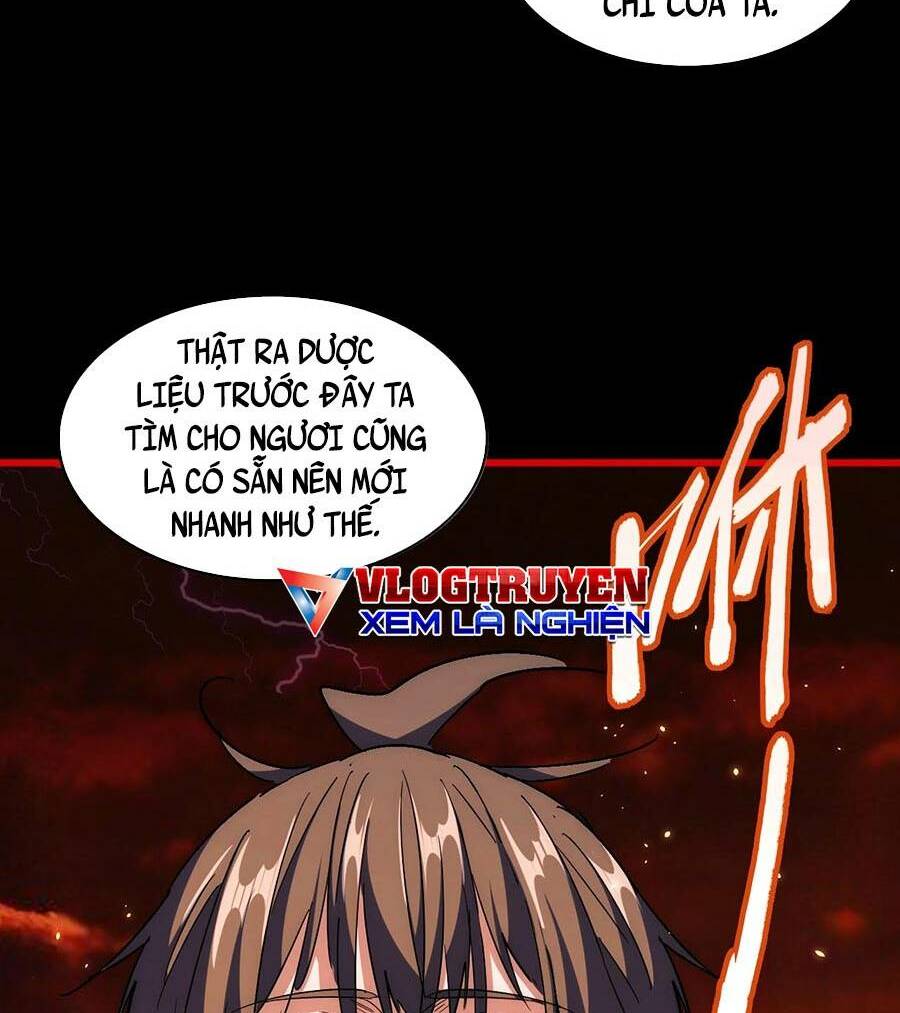 CHỈ CỦA TA.
THẬT RA DƯỢC
LIỆU TRƯỚC ĐÂY TA
TÌM CHO NGƯƠI CŨNG
LÀ CÓ SẴN NÊN MỚI
NHANH NHƯ THẾ.
VLOGTRUYEN
XEM LÀ NGHIỆN
咻